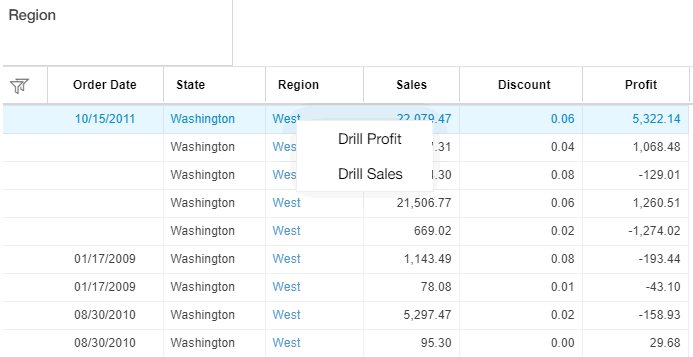 Region
Order Date State Region Sales Discount Profit
10/15/2011 Washington West 22,079.47 0.06 5,322.14
Drill Profit
Washington West .31 0.04 1,068.48
Drill Sales
Washington West .30 0.08 -129.01
Washington West 21,506.77 0.06 1,260.51
Washington West 669.02 0.02 -1,274.02
01/17/2009 Washington West 1,143.49 0.08 -193.44
01/17/2009 Washington West 78.08 0.01 -43.10
08/30/2010 Washington West 5,297.47 0.02 -158.93
08/30/2010 Washington West 95.30 0.00 29.68